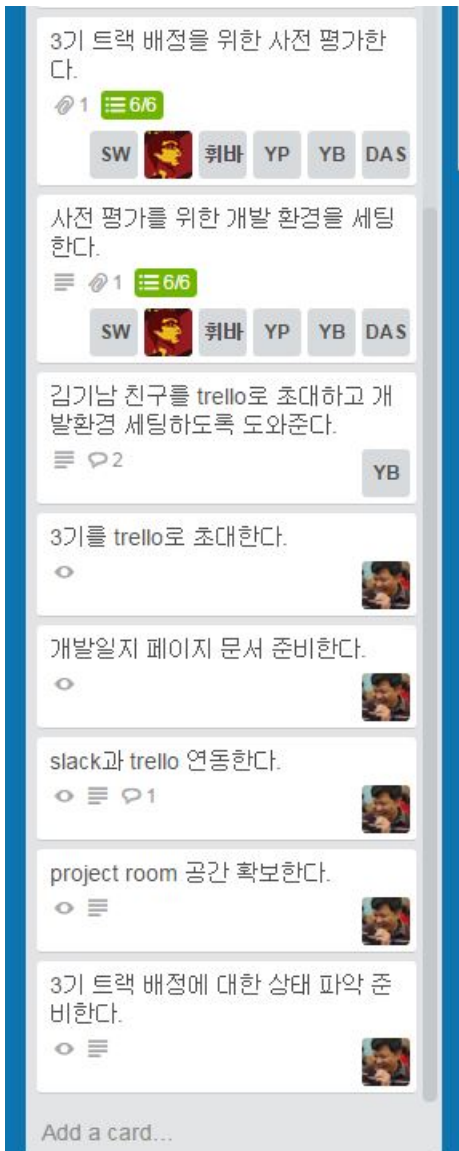 3기 트랙 배정을 위한 사전 평가한
다.
1 6/6
SW 휘바 YP YB DAS
사전 평가를 위한 개발 환경을 세팅
한다.
1 6/6
SW 휘바 YP YB DAS
김기남 친구를 trello로 초대하고 개
발환경 세팅하도록 도와준다.
2
YB
3기를 trello로 초대한다.
개발일지 페이지 문서 준비한다.
slack과 trello 연동한다.
1
project room 공간 확보한다.
3기 트랙 배정에 대한 상태 파악 준
비한다.
Add a card...